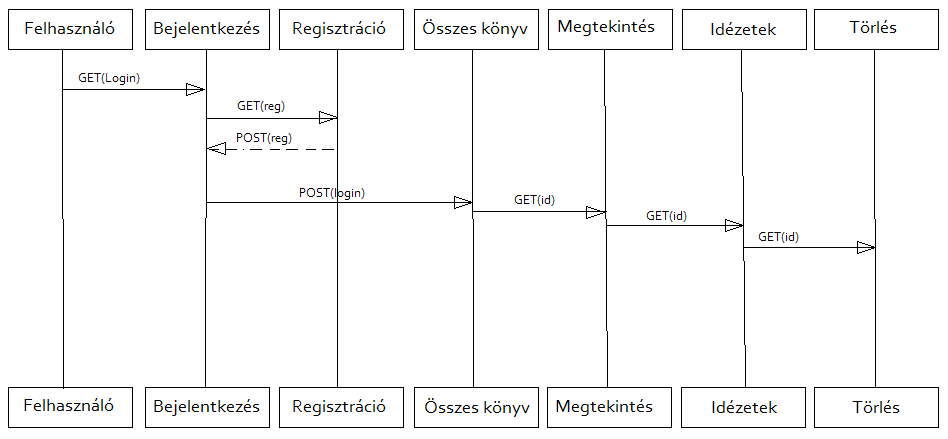 Felhasználó
Bejelentkezés
Regisztráció
Összes könyv
Megtekintés
Idézetek
Törlés
GET(Login)
GET(reg)
POST(reg)
POST(login)
GET(id)
GET(id)
GET(id)
Felhasználó
Bejelentkezés
Regisztráció
Összes könyv
Megtekintés
Idézetek
Törlés